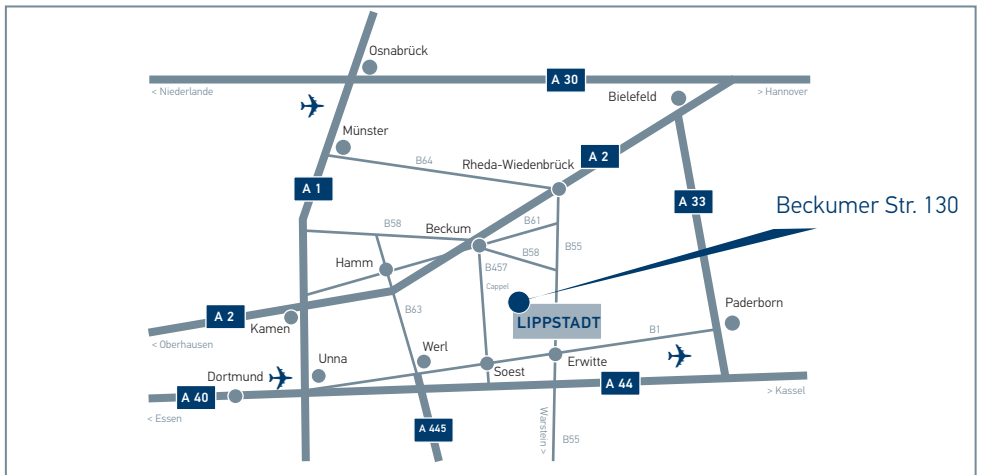 Osnabrück
A 30
< Niederlande
> Hannover
Bielefeld
Münster
B64
Rheda-Wiedenbrück
A 2
A 1
A 33
Beckumer Str. 130
B58
Beckum
B61
B55
B58
Hamm
B457
Cappel
B63
A 2
Kamen
LIPPSTADT
Paderborn
B1
< Oberhausen
Unna
Werl
Soest
Erwitte
Dortmund
A 40
A 44
> Kassel
< Essen
A 445
Warstein >
B55